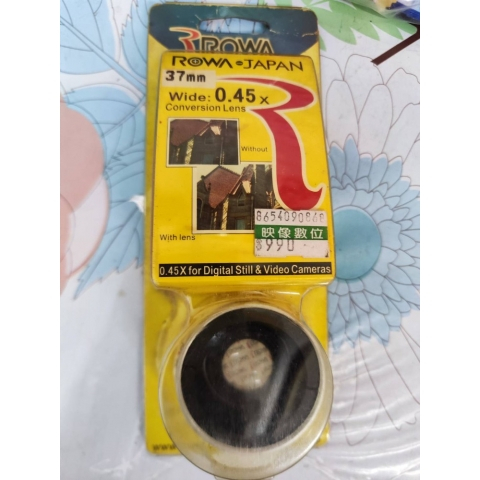 ROWA
ROWA JAPAN
37mm
Wide: 0.45x
Conversion Lens
Without
With lens
8654090868
映像數位
$990
0.45X for Digital Still & Video Cameras